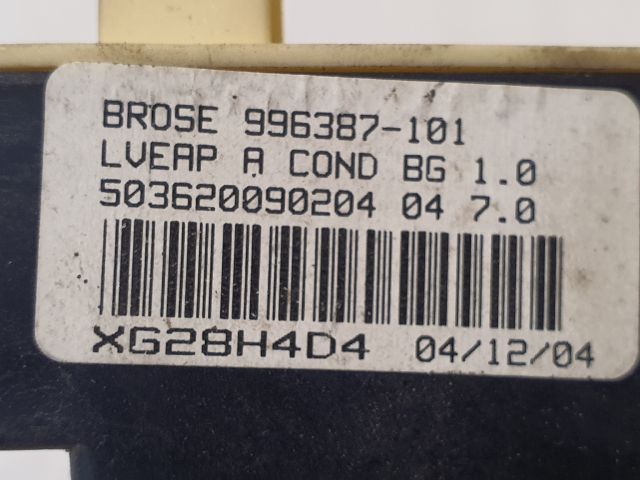 BROSE 996387-101
LVEAP A COND BG 1.0
503620090204 04 7.0
XG28H4D4 04/12/04